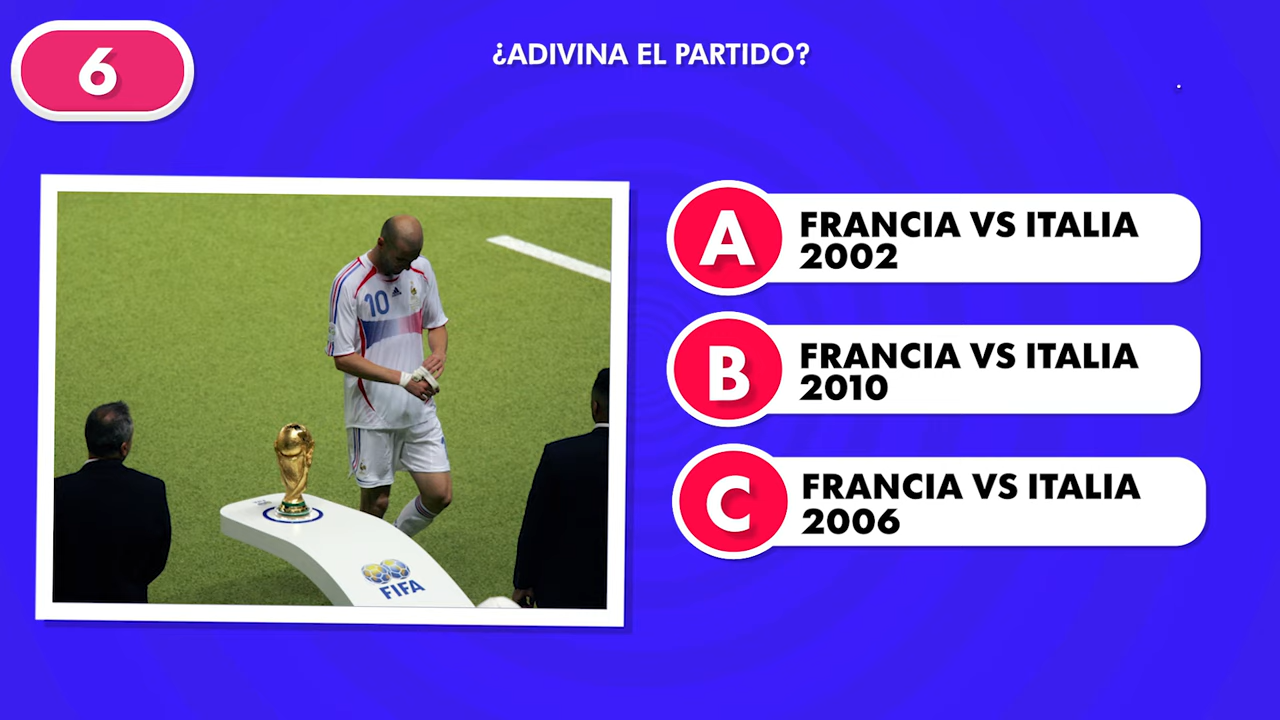 6
¿ADIVINA EL PARTIDO?
10
FIFA
A
FRANCIA VS ITALIA
2002
B
FRANCIA VS ITALIA
2010
C
FRANCIA VS ITALIA
2006